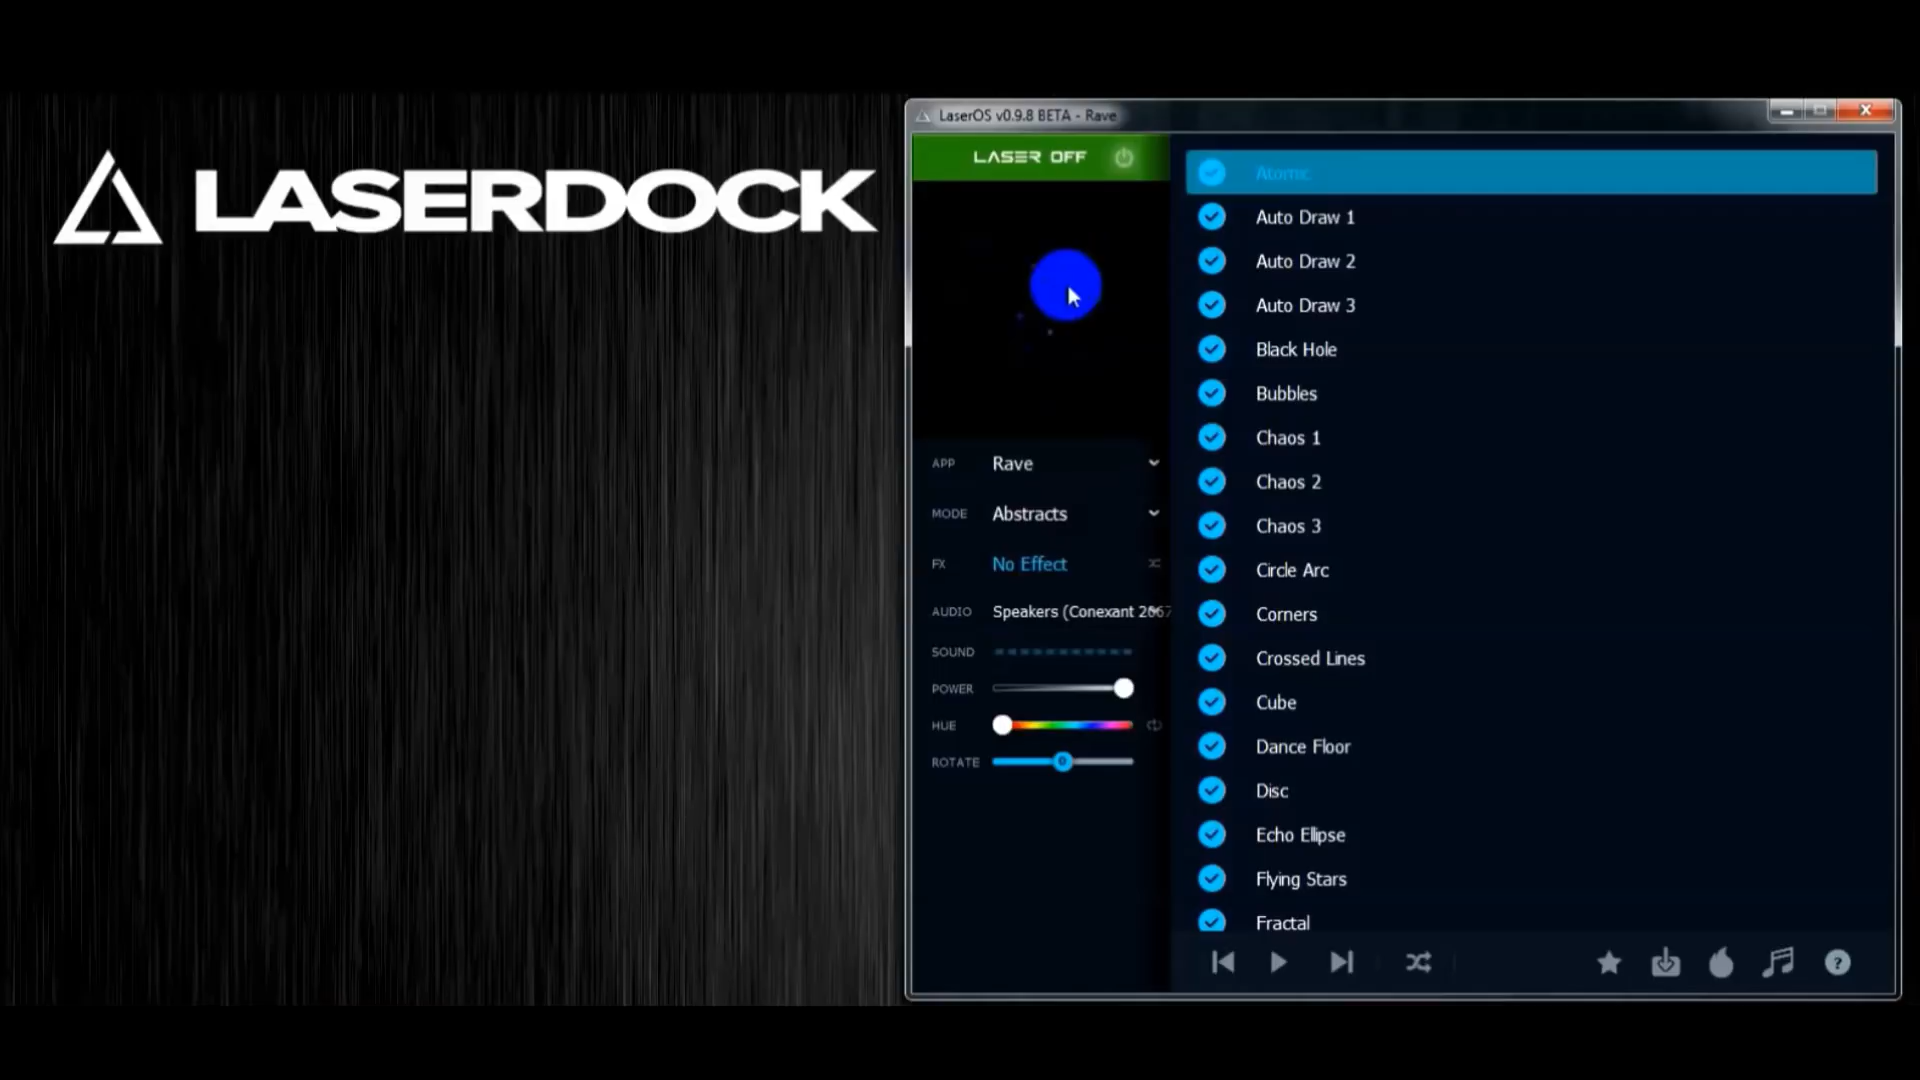 LASERDOCK
LaserOS v0.9.8 BETA - Rave
LASER OFF
APP Rave
MODE Abstracts
FX No Effect
AUDIO Speakers (Conexant 2067
SOUND
POWER
HUE
ROTATE
Atomic
Auto Draw 1
Auto Draw 2
Auto Draw 3
Black Hole
Bubbles
Chaos 1
Chaos 2
Chaos 3
Circle Arc
Corners
Crossed Lines
Cube
Dance Floor
Disc
Echo Ellipse
Flying Stars
Fractal